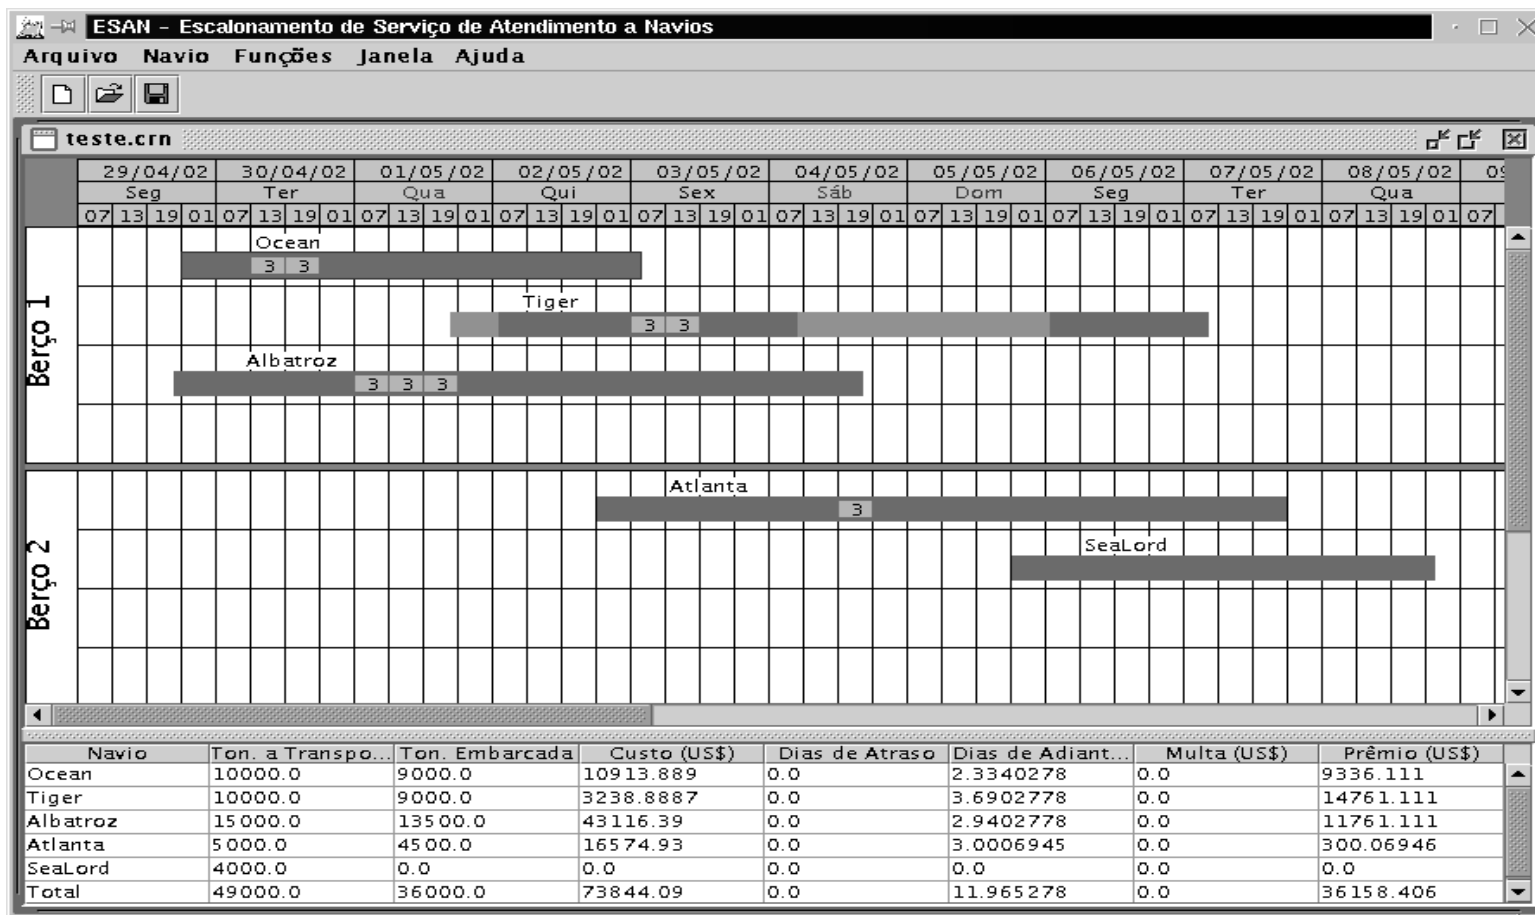 ESAN - Escalonamento de Serviço de Atendimento a Navios
Arquivo Navio Funções Janela Ajuda
teste.crn
29/04/02 30/04/02 01/05/02 02/05/02 03/05/02 04/05/02 05/05/02 06/05/02 07/05/02 08/05/02 09
Seg Ter Qua Qui Sex Sáb Dom Seg Ter Qua
07 13 19 01 07 13 19 01 07 13 19 01 07 13 19 01 07 13 19 01 07 13 19 01 07 13 19 01 07 13 19 01 07 13 19 01 07 13 19 01 07
Berço 1
Ocean
3 3
Tiger
3 3
Albatroz
3 3 3
Berço 2
Atlanta
3
SeaLord
Navio Ton. a Transpo... Ton. Embarcada Custo (US$) Dias de Atraso Dias de Adiant... Multa (US$) Prêmio (US$)
Ocean 10000.0 9000.0 10913.889 0.0 2.3340278 0.0 9336.111
Tiger 10000.0 9000.0 3238.8887 0.0 3.6902778 0.0 14761.111
Albatroz 15000.0 13500.0 43116.39 0.0 2.9402778 0.0 11761.111
Atlanta 5000.0 4500.0 16574.93 0.0 3.0006945 0.0 300.06946
SeaLord 4000.0 0.0 0.0 0.0 0.0 0.0 0.0
Total 49000.0 36000.0 73844.09 0.0 11.965278 0.0 36158.406